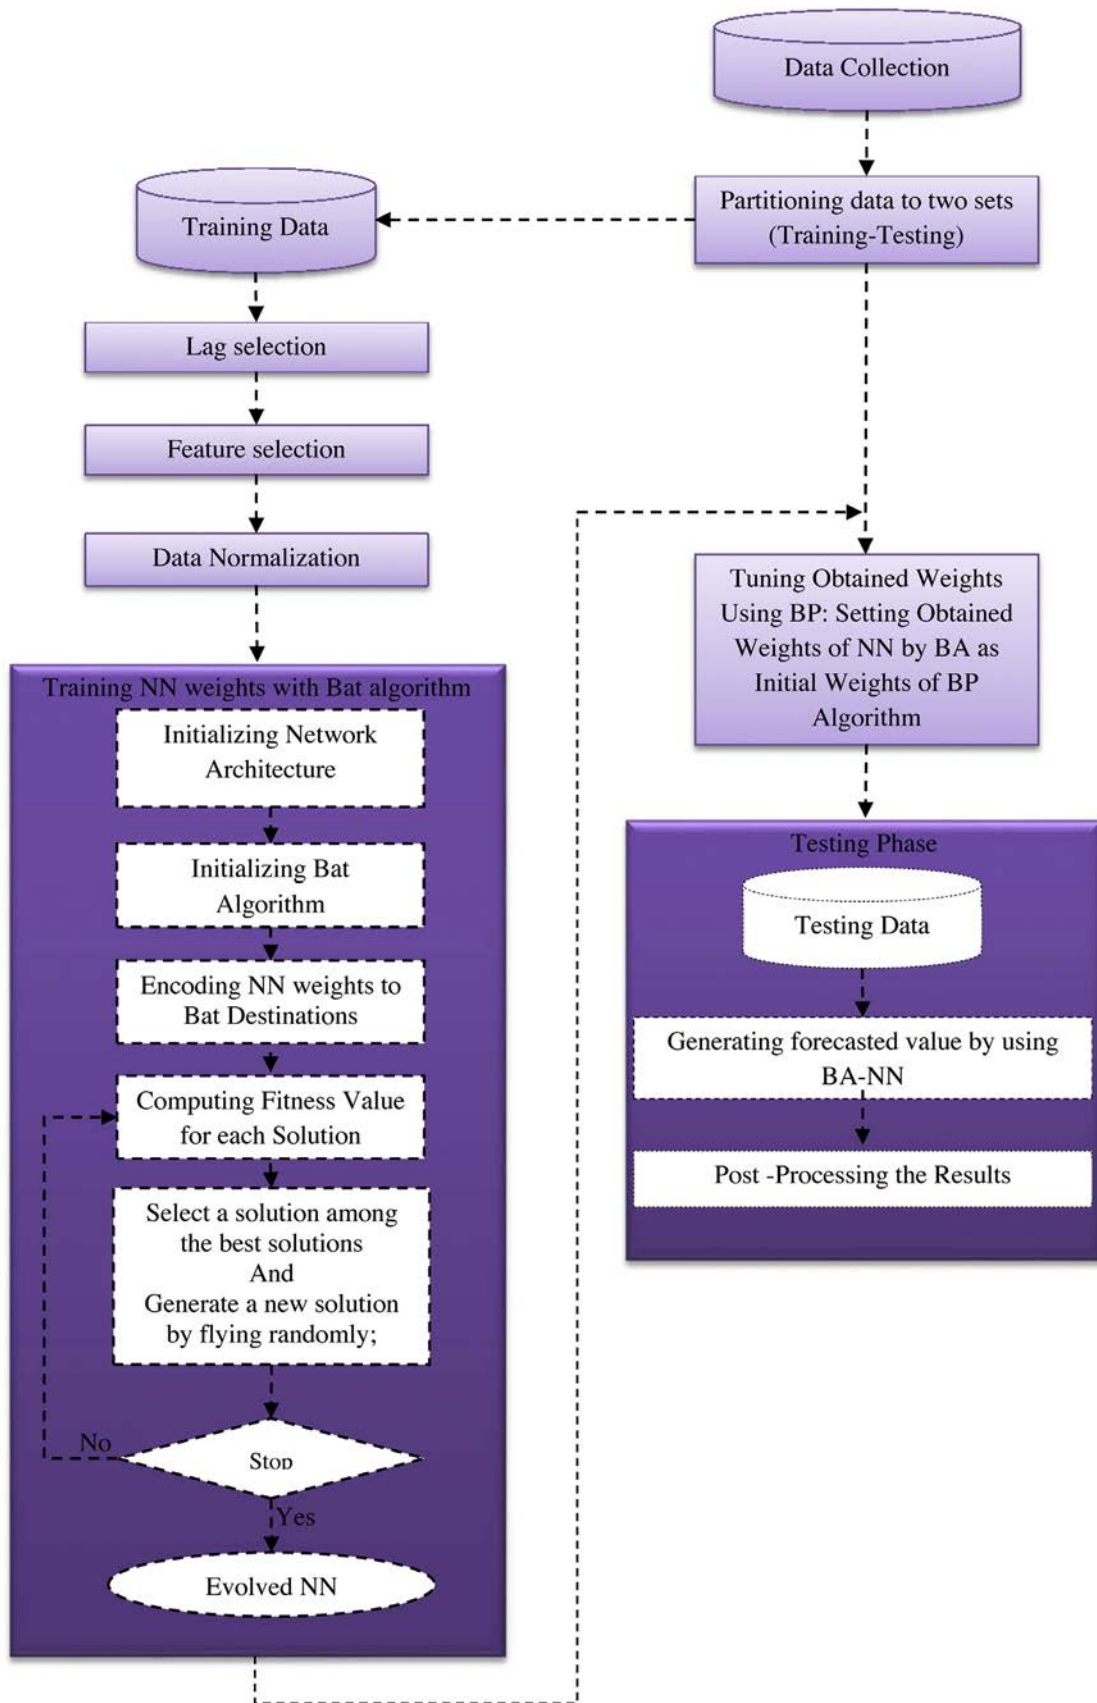 Data Collection
Partitioning data to two sets
(Training-Testing)
Training Data
Lag selection
Feature selection
Data Normalization
Training NN weights with Bat algorithm
Initializing Network
Architecture
Initializing Bat
Algorithm
Encoding NN weights to
Bat Destinations
Computing Fitness Value
for each Solution
Select a solution among
the best solutions
And
Generate a new solution
by flying randomly;
No
Stop
Yes
Evolved NN
Tuning Obtained Weights
Using BP: Setting Obtained
Weights of NN by BA as
Initial Weights of BP
Algorithm
Testing Phase
Testing Data
Generating forecasted value by using
BA-NN
Post -Processing the Results